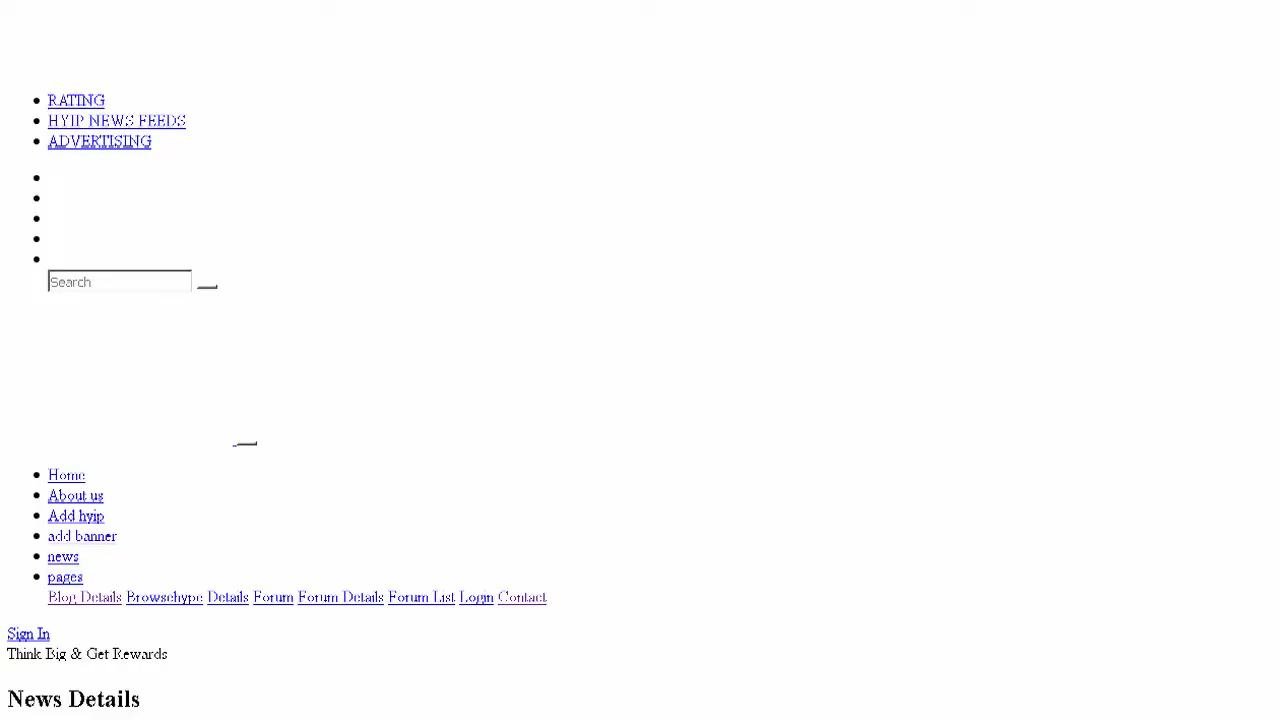 RATING
HYIP NEWS FEEDS
ADVERTISING
Search
Home
About us
Add hyip
add banner
news
pages
Blog Details Browsehype Details Forum Forum Details Forum List Login Contact
Sign In
Think Big & Get Rewards
News Details